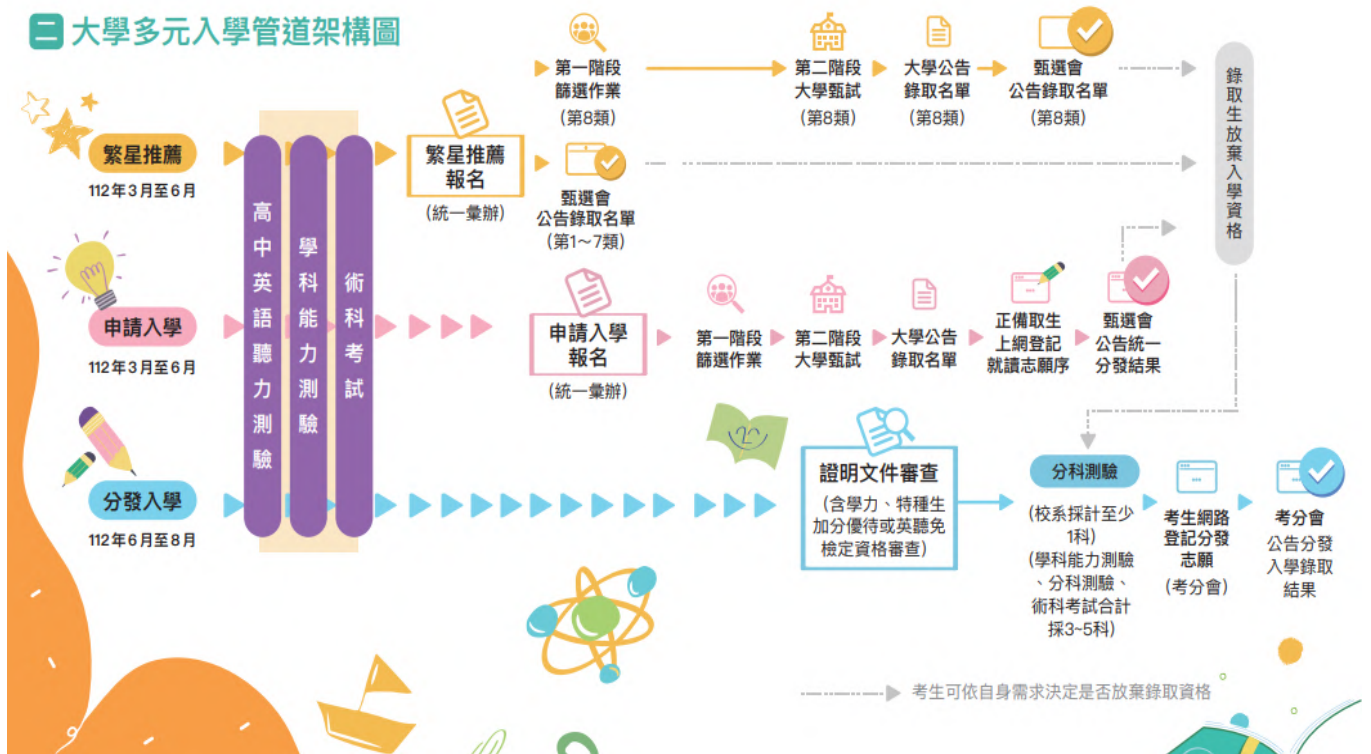 二 大學多元入學管道架構圖
繁星推薦
112年3月至6月
申請入學
112年3月至6月
分發入學
112年6月至8月
高中英語聽力測驗
學科能力測驗
術科考試
繁星推薦
報名
(統一彙辦)
第一階段
篩選作業
(第8類)
第二階段
大學甄試
(第8類)
大學公告
錄取名單
(第8類)
甄選會
公告錄取名單
(第8類)
甄選會
公告錄取名單
(第1～7類)
錄取生放棄入學資格
申請入學
報名
(統一彙辦)
第一階段
篩選作業
第二階段
大學甄試
大學公告
錄取名單
正備取生
上網登記
就讀志願序
甄選會
公告統一
分發結果
證明文件審查
(含學力、特種生
加分優待或英聽免
檢定資格審查)
分科測驗
(校系採計至少
1科)
(學科能力測驗
、分科測驗、
術科考試合計
採3~5科)
考生網路
登記分發
志願
(考分會)
考分會
公告分發
入學錄取
結果
考生可依自身需求決定是否放棄錄取資格